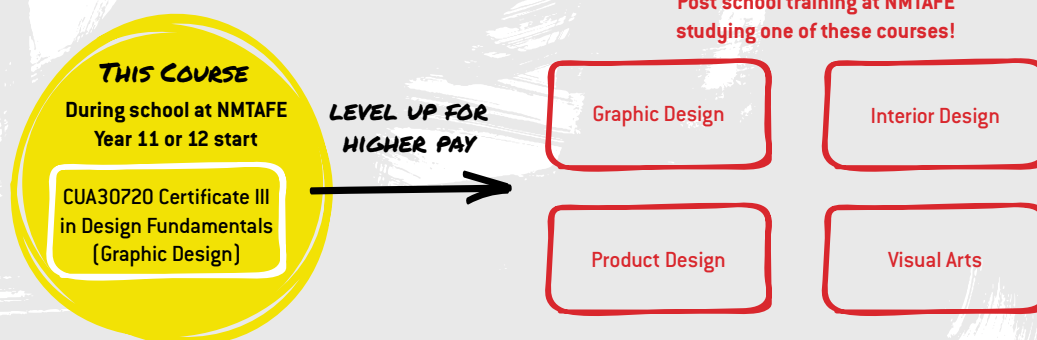 THIS COURSE
During school at NMTAFE
Year 11 or 12 start
CUA30720 Certificate III
in Design Fundamentals
(Graphic Design)
LEVEL UP FOR
HIGHER PAY
Post school training at NMTAFE
studying one of these courses!
Graphic Design
Interior Design
Product Design
Visual Arts